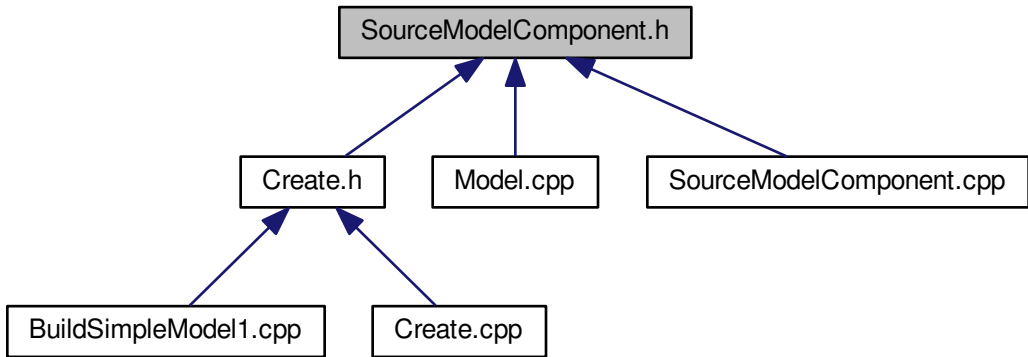 SourceModelComponent.h
Create.h
Model.cpp
SourceModelComponent.cpp
BuildSimpleModel1.cpp
Create.cpp